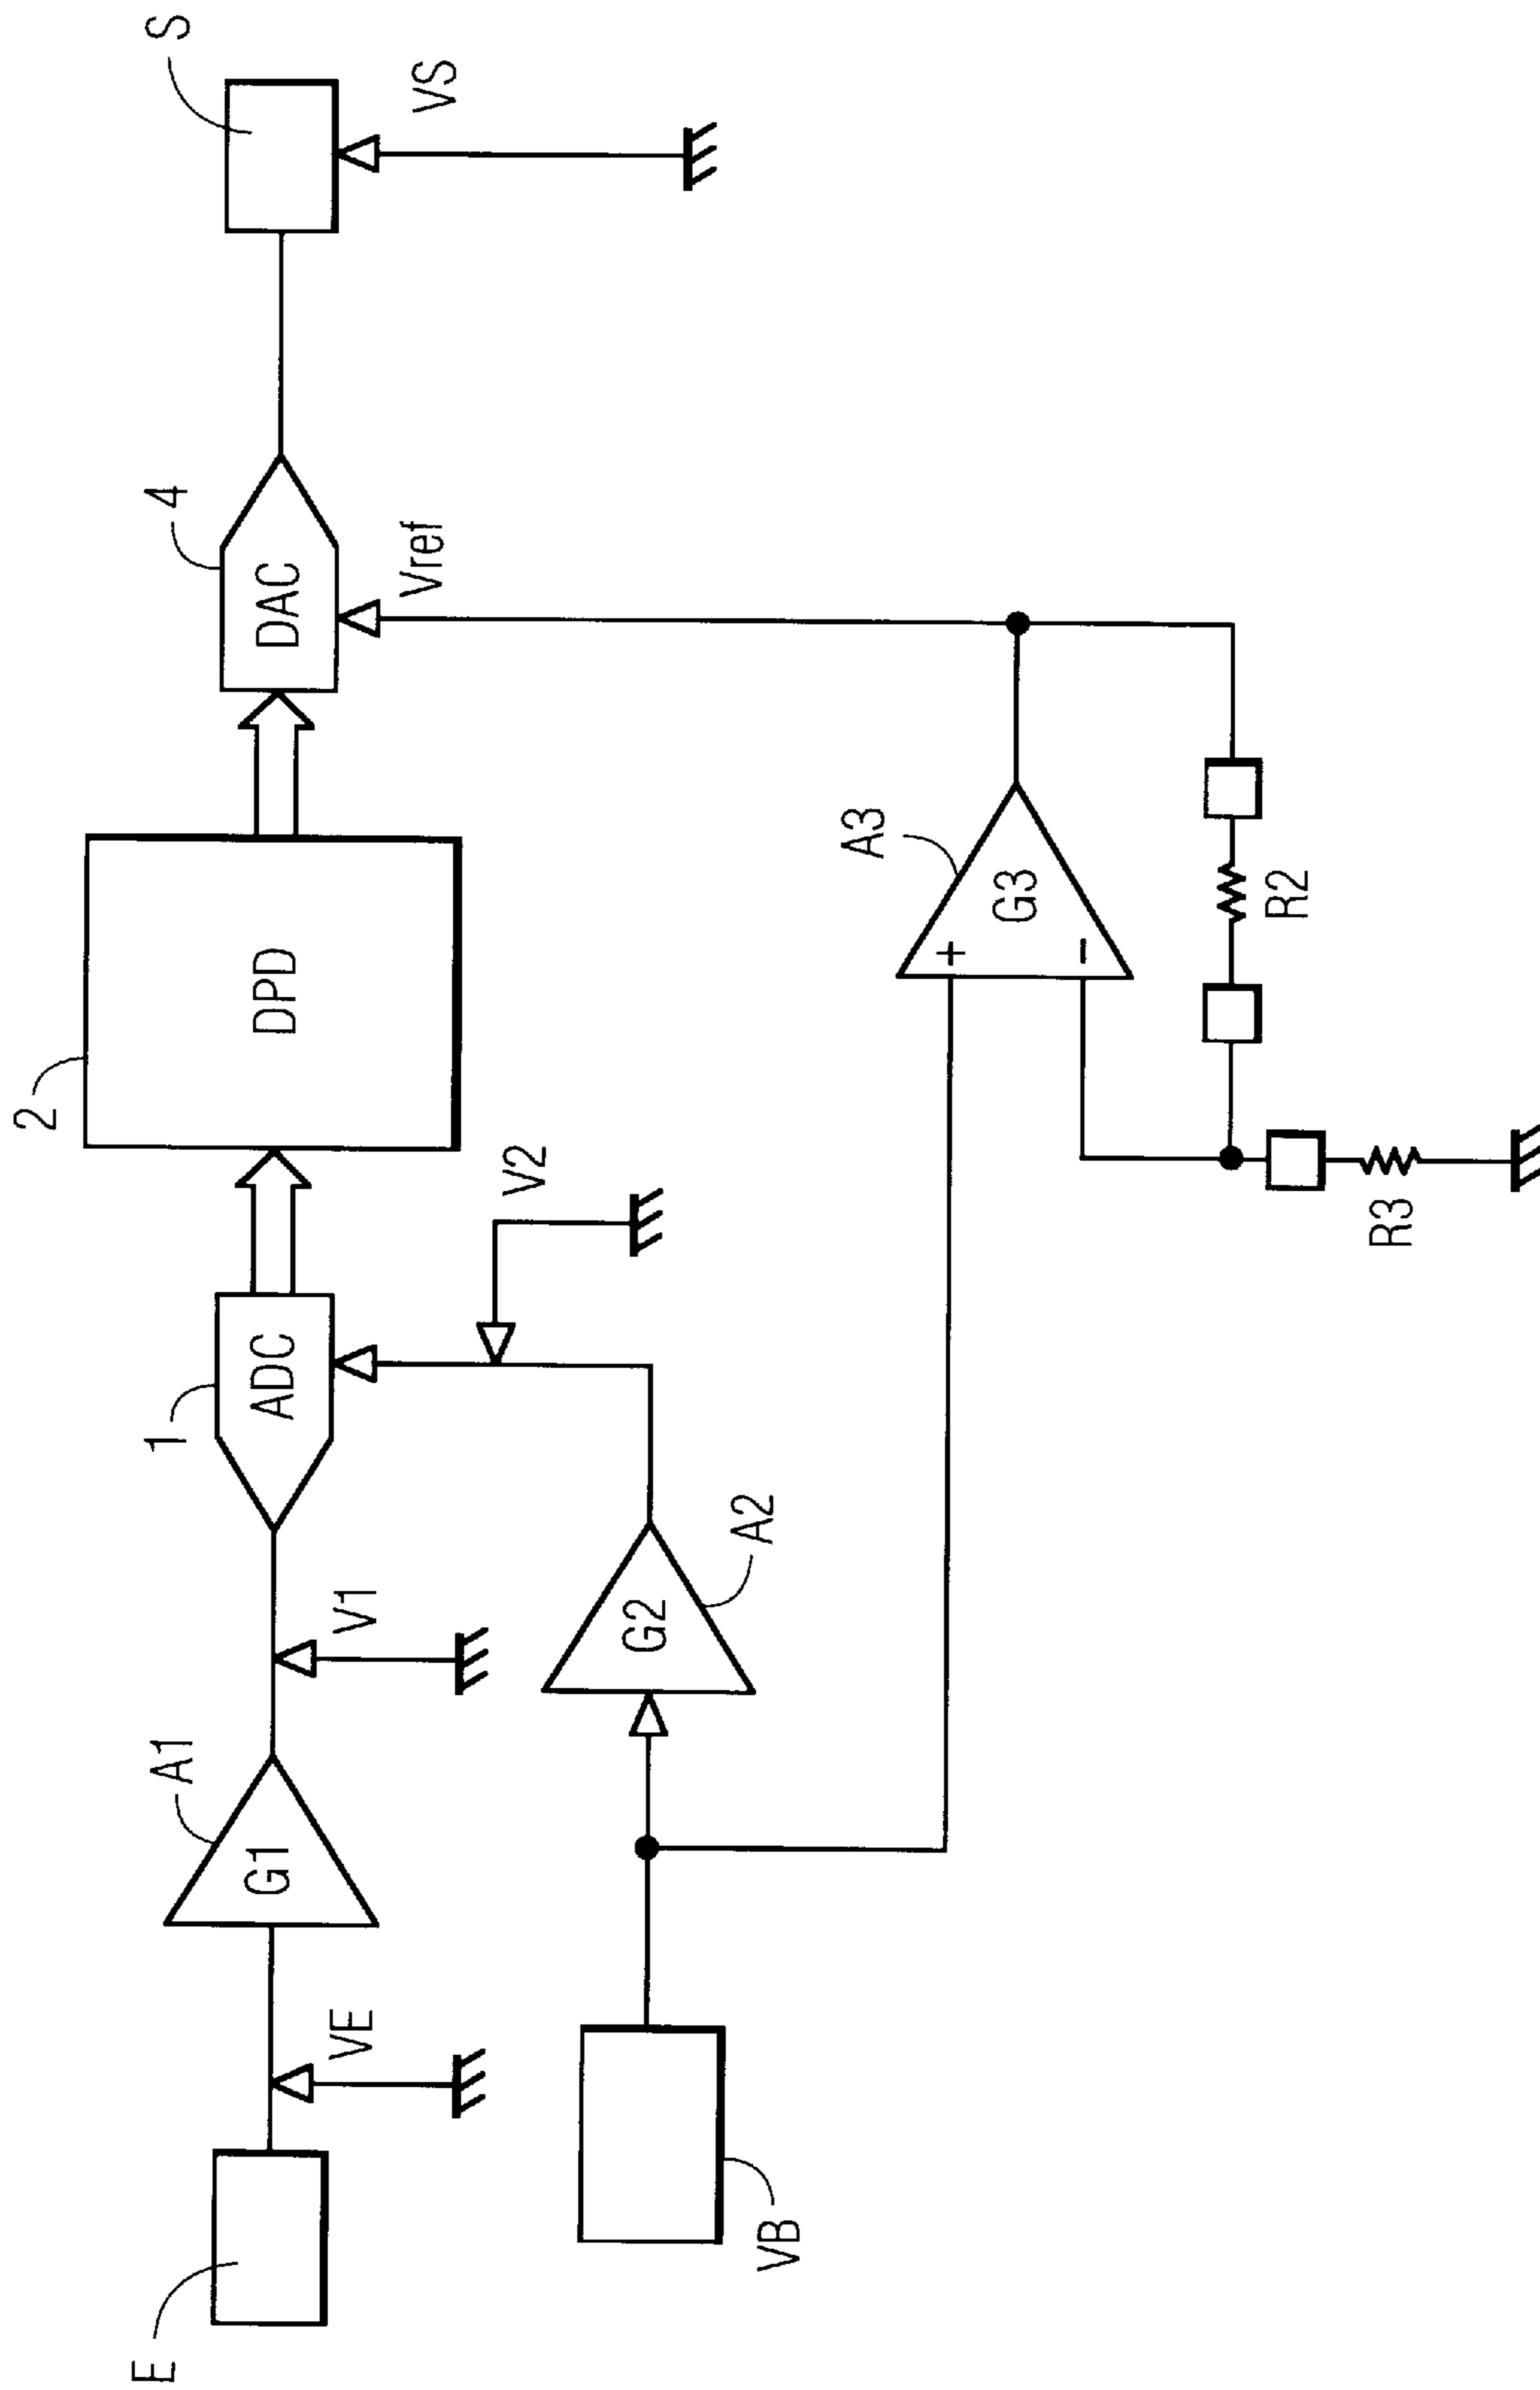 E
VE
G1
A1
V1
1
ADC
2
DPD
4
DAC
Vref
S
VS
VB
G2
A2
V2
A3
G3
+
−
R2
R3